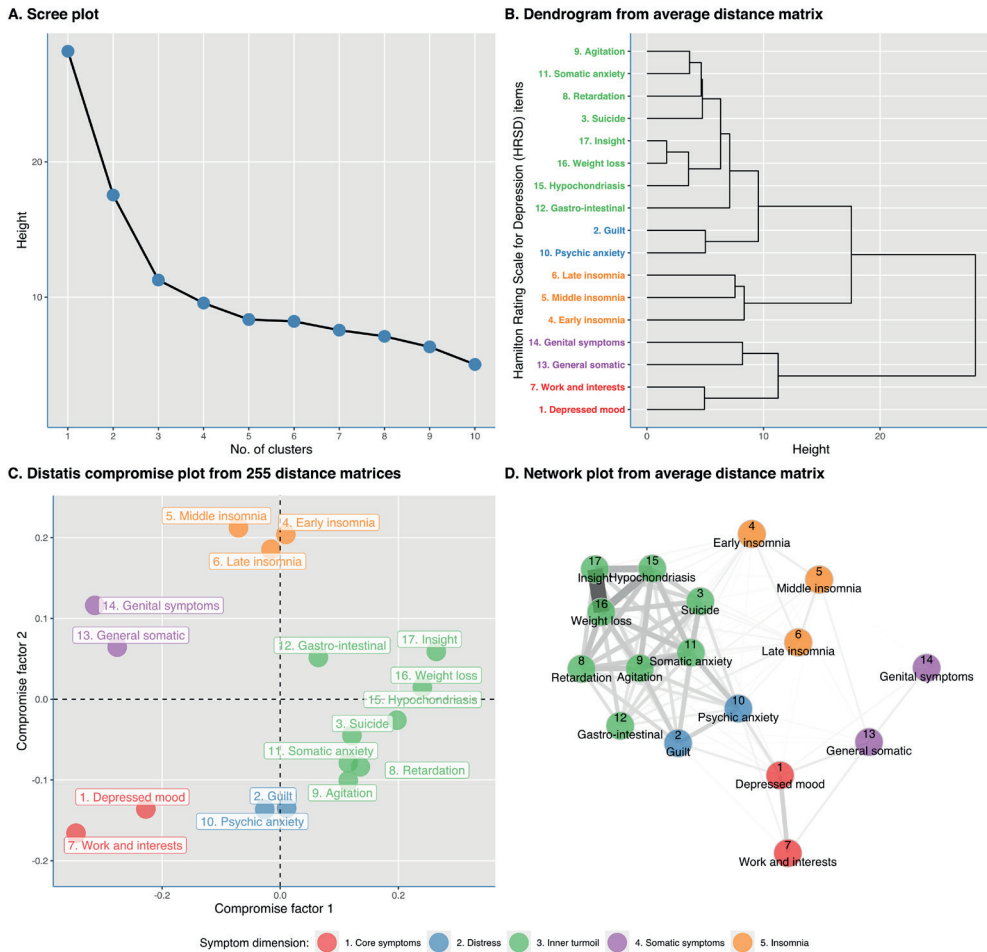 A. Scree plot
Height
20
10
1 2 3 4 5 6 7 8 9 10
No. of clusters
B. Dendrogram from average distance matrix
Hamilton Rating Scale for Depression (HRSD) items
9. Agitation
11. Somatic anxiety
8. Retardation
3. Suicide
17. Insight
16. Weight loss
15. Hypochondriasis
12. Gastro-intestinal
2. Guilt
10. Psychic anxiety
6. Late insomnia
5. Middle insomnia
4. Early insomnia
14. Genital symptoms
13. General somatic
7. Work and interests
1. Depressed mood
0 10 20
Height
C. Distatis compromise plot from 255 distance matrices
Compromise factor 2
0.2
0.1
0.0
-0.1
-0.2
5. Middle insomnia
4. Early insomnia
6. Late insomnia
14. Genital symptoms
13. General somatic
12. Gastro-intestinal
17. Insight
16. Weight loss
15. Hypochondriasis
3. Suicide
11. Somatic anxiety
8. Retardation
9. Agitation
1. Depressed mood
2. Guilt
10. Psychic anxiety
7. Work and interests
-0.2 0.0 0.2
Compromise factor 1
D. Network plot from average distance matrix
4
Early insomnia
17
Insight
15
Hypochondriasis
5
Middle insomnia
16
Weight loss
3
Suicide
6
Late insomnia
11
Somatic anxiety
8
Retardation
9
Agitation
14
Genital symptoms
10
Psychic anxiety
12
Gastro-intestinal
2
Guilt
13
General somatic
1
Depressed mood
7
Work and interests
Symptom dimension: 1. Core symptoms 2. Distress 3. Inner turmoil 4. Somatic symptoms 5. Insomnia